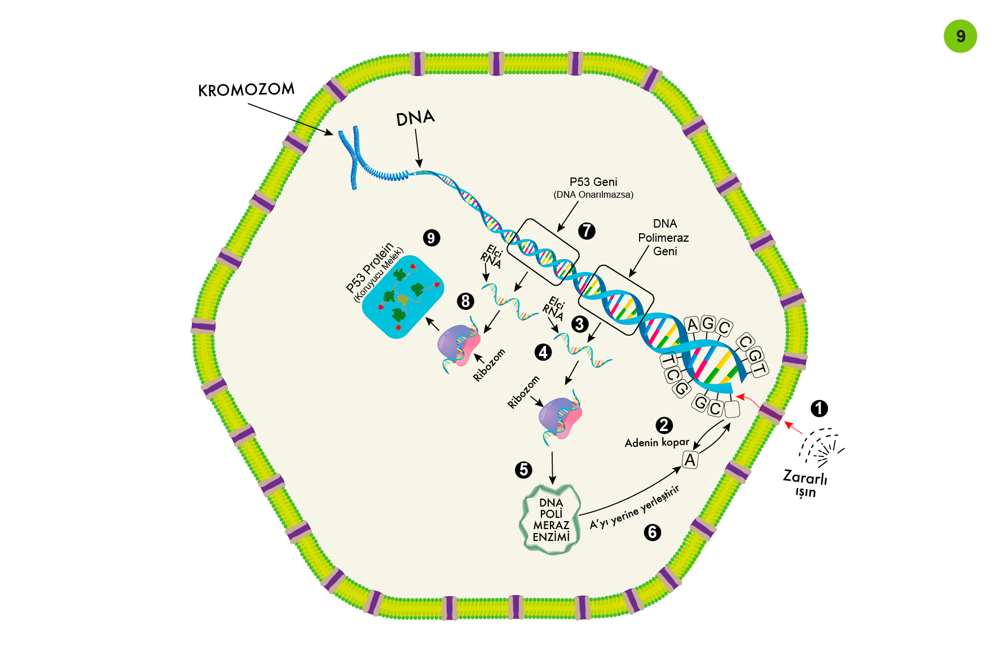 9
KROMOZOM
DNA
P53 Geni
(DNA Onarılmazsa)
7
DNA
Polimeraz
Geni
9
P53 Protein
(Koruyucu Melek)
Elçi
RNA
8
Elçi
RNA
3
4
Ribozom
Ribozom
A G C
C G T
T C G
G C
1
Zararlı
ışın
2
Adenin kopar
A
5
DNA
POLİ
MERAZ
ENZİMİ
A'yı yerine yerleştirir
6